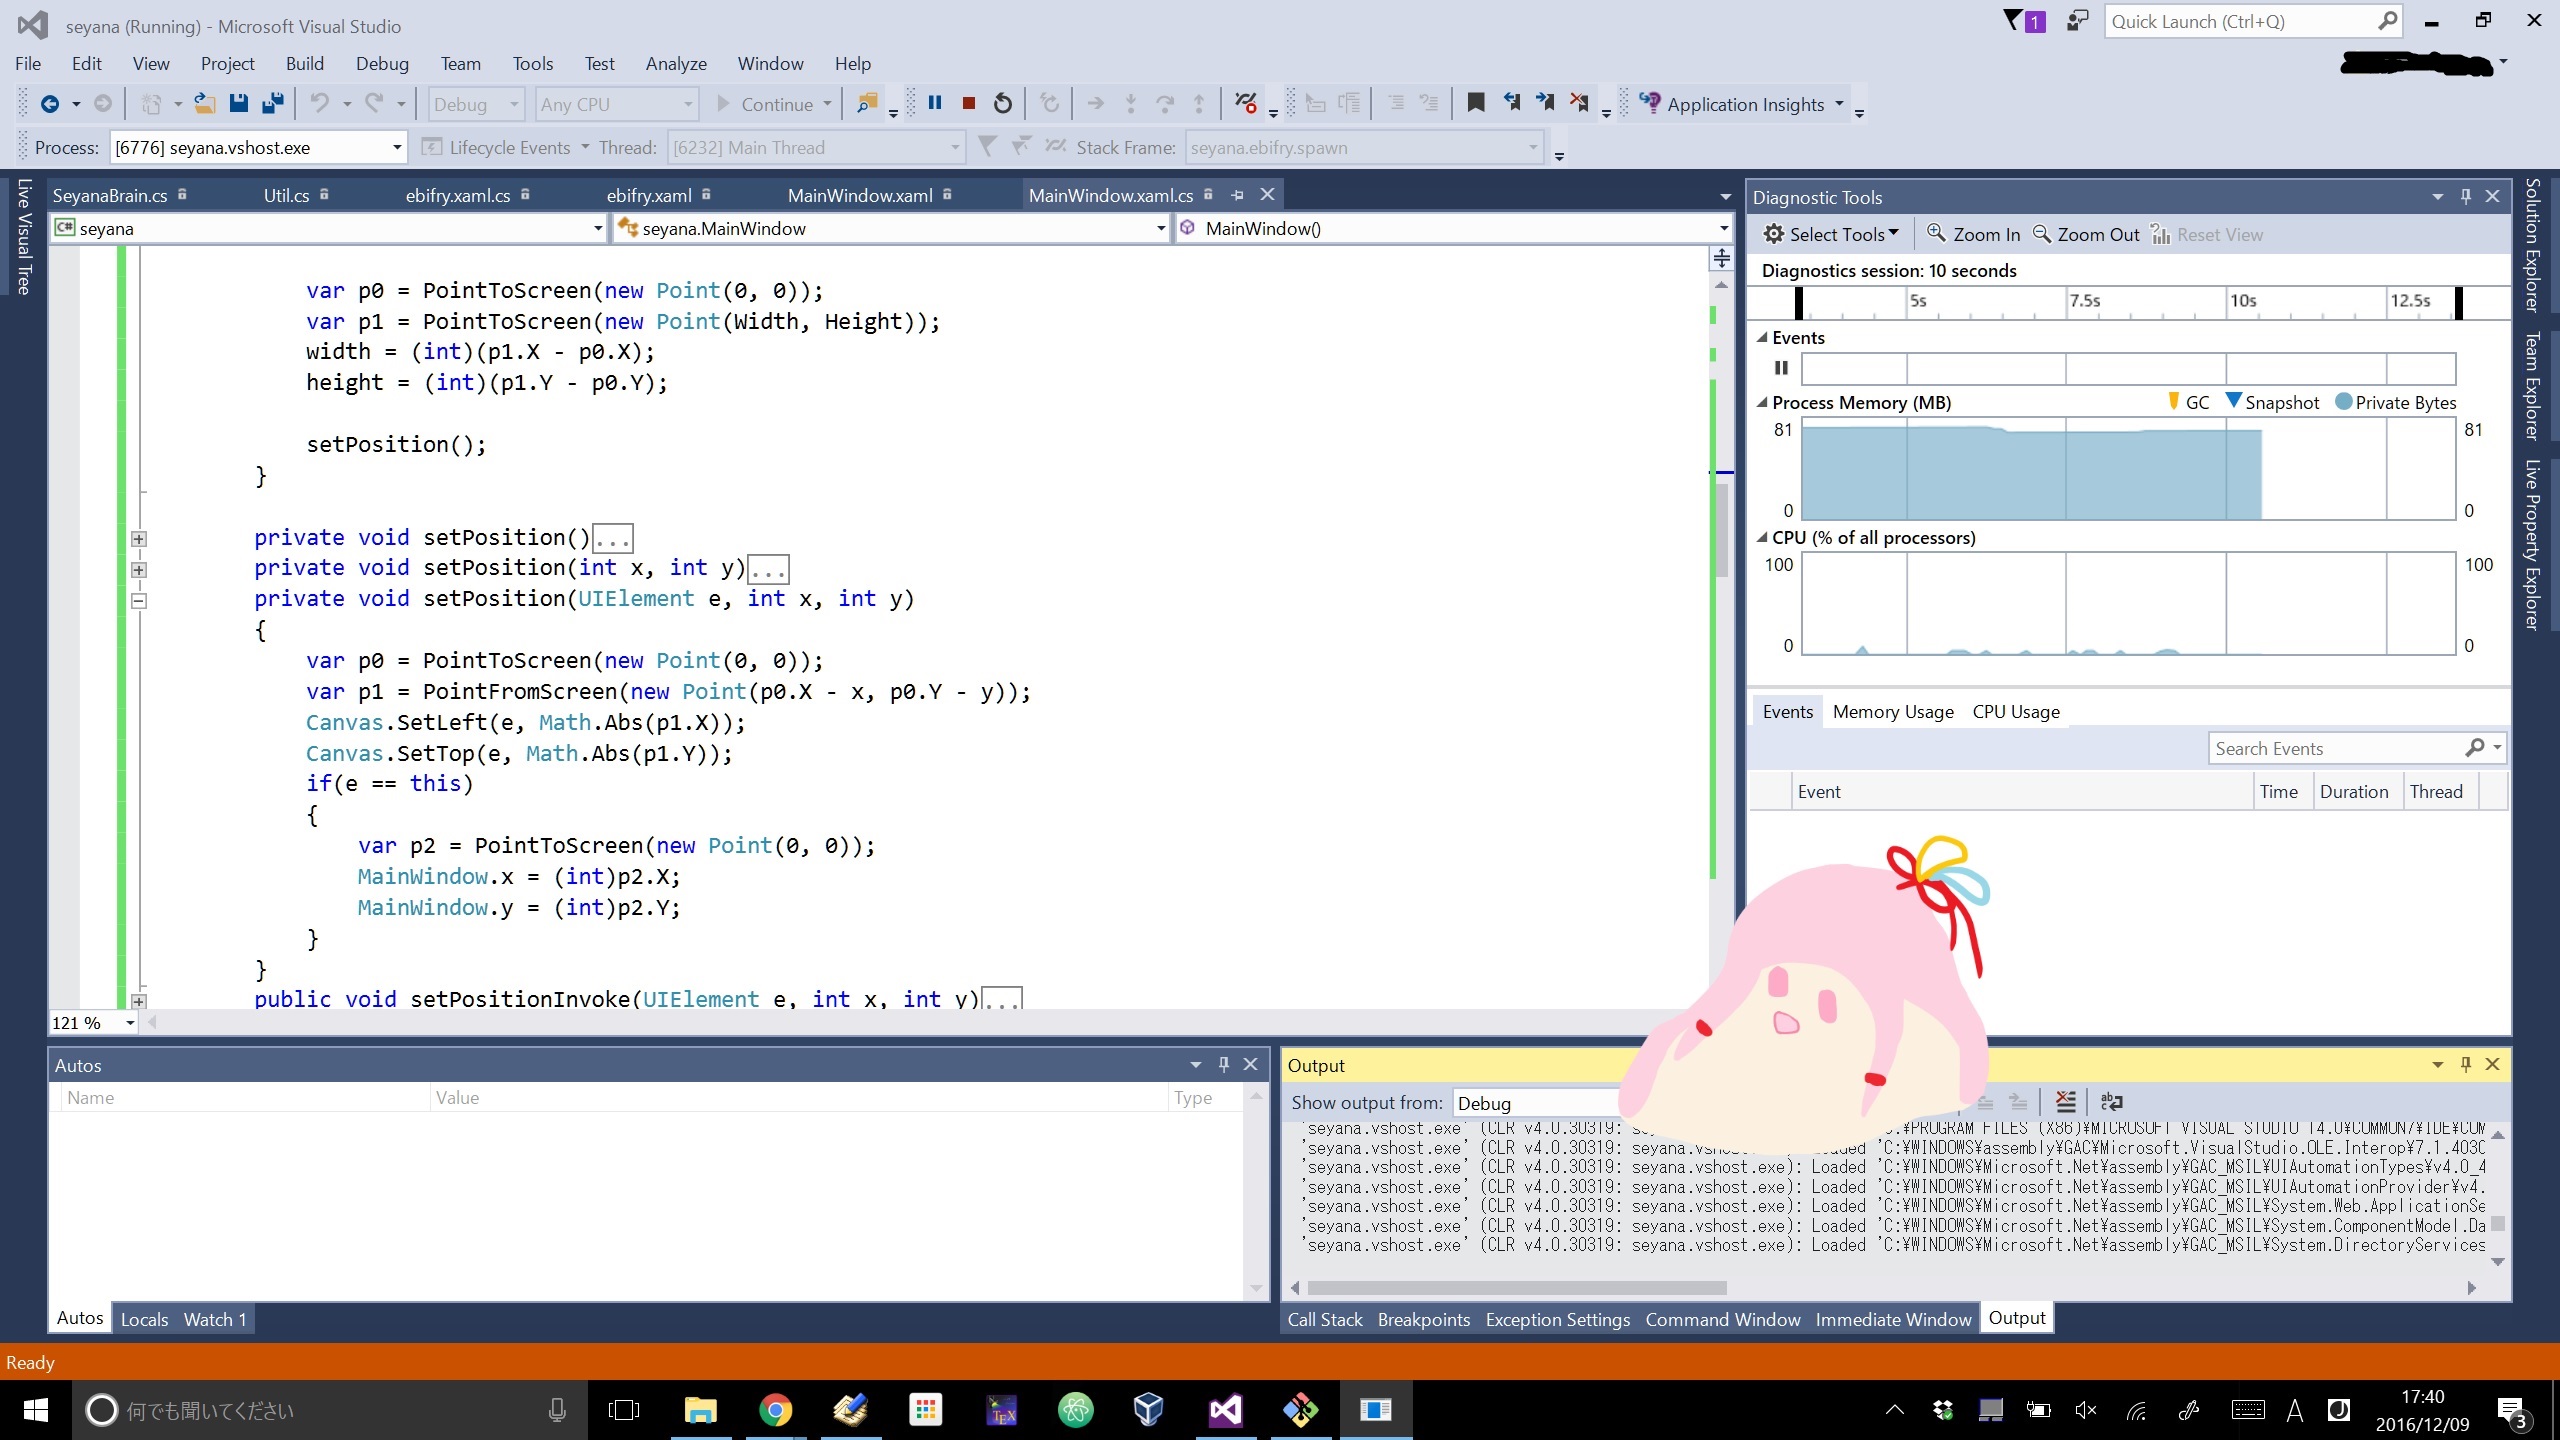 seyana (Running) - Microsoft Visual Studio
1
Quick Launch (Ctrl+Q)
File Edit View Project Build Debug Team Tools Test Analyze Window Help
Debug Any CPU Continue Application Insights
Process: [6776] seyana.vshost.exe Lifecycle Events Thread: [6232] Main Thread Stack Frame: seyana.ebifry.spawn
Live Visual Tree
SeyanaBrain.cs Util.cs ebifry.xaml.cs ebifry.xaml MainWindow.xaml MainWindow.xaml.cs
C# seyana seyana.MainWindow MainWindow()
var p0 = PointToScreen(new Point(0, 0));
var p1 = PointToScreen(new Point(Width, Height));
width = (int)(p1.X - p0.X);
height = (int)(p1.Y - p0.Y);
setPosition();
}
private void setPosition()...
private void setPosition(int x, int y)...
private void setPosition(UIElement e, int x, int y)
{
var p0 = PointToScreen(new Point(0, 0));
var p1 = PointFromScreen(new Point(p0.X - x, p0.Y - y));
Canvas.SetLeft(e, Math.Abs(p1.X));
Canvas.SetTop(e, Math.Abs(p1.Y));
if(e == this)
{
var p2 = PointToScreen(new Point(0, 0));
MainWindow.x = (int)p2.X;
MainWindow.y = (int)p2.Y;
}
}
public void setPositionInvoke(UIElement e, int x, int y)...
121 %
Diagnostic Tools
Select Tools Zoom In Zoom Out Reset View
Diagnostics session: 10 seconds
5s 7.5s 10s 12.5s
Events
Process Memory (MB) GC Snapshot Private Bytes
81 81
0 0
CPU (% of all processors)
100 100
0 0
Events Memory Usage CPU Usage
Search Events
Event Time Duration Thread
Solution Explorer
Team Explorer
Live Property Explorer
Autos
Name Value Type
Autos Locals Watch 1
Output
Show output from: Debug
'seyana.vshost.exe' (CLR v4.0.30319: :¥PROGRAM FILES (X86)¥MICROSOFT VISUAL STUDIO 14.0¥COMMON7¥IDE¥COM
'seyana.vshost.exe' (CLR v4.0.30319: seyana. 'C:¥WINDOWS¥assembly¥GAC¥Microsoft.VisualStudio.OLE.Interop¥7.1.4030
'seyana.vshost.exe' (CLR v4.0.30319: seyana.vshost.exe): Loaded 'C:¥WINDOWS¥Microsoft.Net¥assembly¥GAC_MSIL¥UIAutomationTypes¥v4.0_4
'seyana.vshost.exe' (CLR v4.0.30319: seyana.vshost.exe): Loaded 'C:¥WINDOWS¥Microsoft.Net¥assembly¥GAC_MSIL¥UIAutomationProvider¥v4.
'seyana.vshost.exe' (CLR v4.0.30319: seyana.vshost.exe): Loaded 'C:¥WINDOWS¥Microsoft.Net¥assembly¥GAC_MSIL¥System.Web.ApplicationSe
'seyana.vshost.exe' (CLR v4.0.30319: seyana.vshost.exe): Loaded 'C:¥WINDOWS¥Microsoft.Net¥assembly¥GAC_MSIL¥System.ComponentModel.Da
'seyana.vshost.exe' (CLR v4.0.30319: seyana.vshost.exe): Loaded 'C:¥WINDOWS¥Microsoft.Net¥assembly¥GAC_MSIL¥System.DirectoryServices
Call Stack Breakpoints Exception Settings Command Window Immediate Window Output
Ready
何でも聞いてください
TEX
A J
17:40
2016/12/09
3